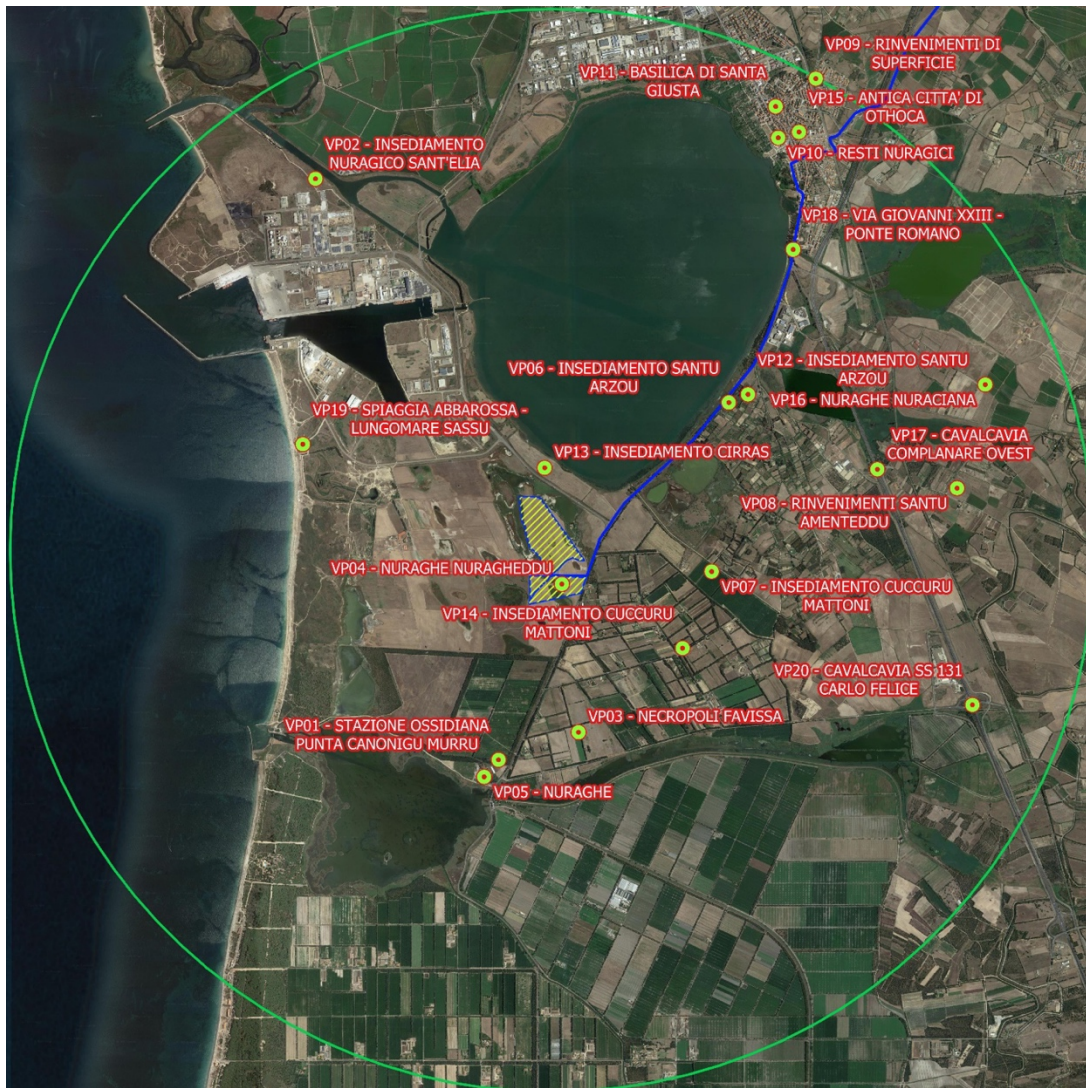 VP09 - RINVENIMENTI DI
SUPERFICIE
VP11 - BASILICA DI SANTA
GIUSTA
VP15 - ANTICA CITTA' DI
OTHOCA
VP02 - INSEDIAMENTO
NURAGICO SANT'ELIA
VP10 - RESTI NURAGICI
VP18 - VIA GIOVANNI XXIII -
PONTE ROMANO
VP06 - INSEDIAMENTO SANTU
ARZOU
VP12 - INSEDIAMENTO SANTU
ARZOU
VP16 - NURAGHE NURACIANA
VP19 - SPIAGGIA ABBAROSSA -
LUNGOMARE SASSU
VP17 - CAVALCAVIA
COMPLANARE OVEST
VP13 - INSEDIAMENTO CIRRAS
VP08 - RINVENIMENTI SANTU
AMENTEDDU
VP04 - NURAGHE NURAGHEDDU
VP07 - INSEDIAMENTO CUCCURU
MATTONI
VP14 - INSEDIAMENTO CUCCURU
MATTONI
VP20 - CAVALCAVIA SS 131
CARLO FELICE
VP03 - NECROPOLI FAVISSA
VP01 - STAZIONE OSSIDIANA
PUNTA CANONIGU MURRU
VP05 - NURAGHE